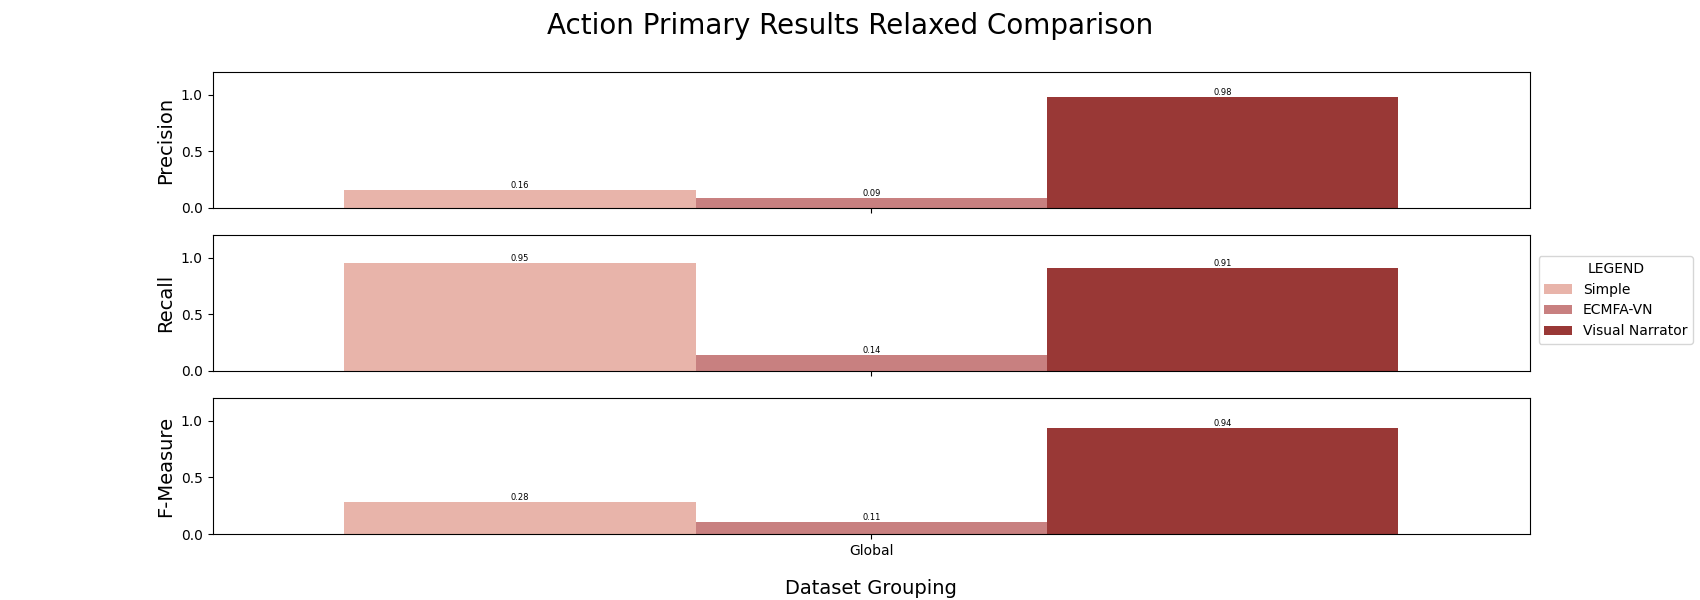 Action Primary Results Relaxed Comparison
Precision
1.0
0.5
0.0
0.16
0.09
0.98
Recall
1.0
0.5
0.0
0.95
0.14
0.91
F-Measure
1.0
0.5
0.0
0.28
0.11
0.94
Global
Dataset Grouping
LEGEND
Simple
ECMFA-VN
Visual Narrator